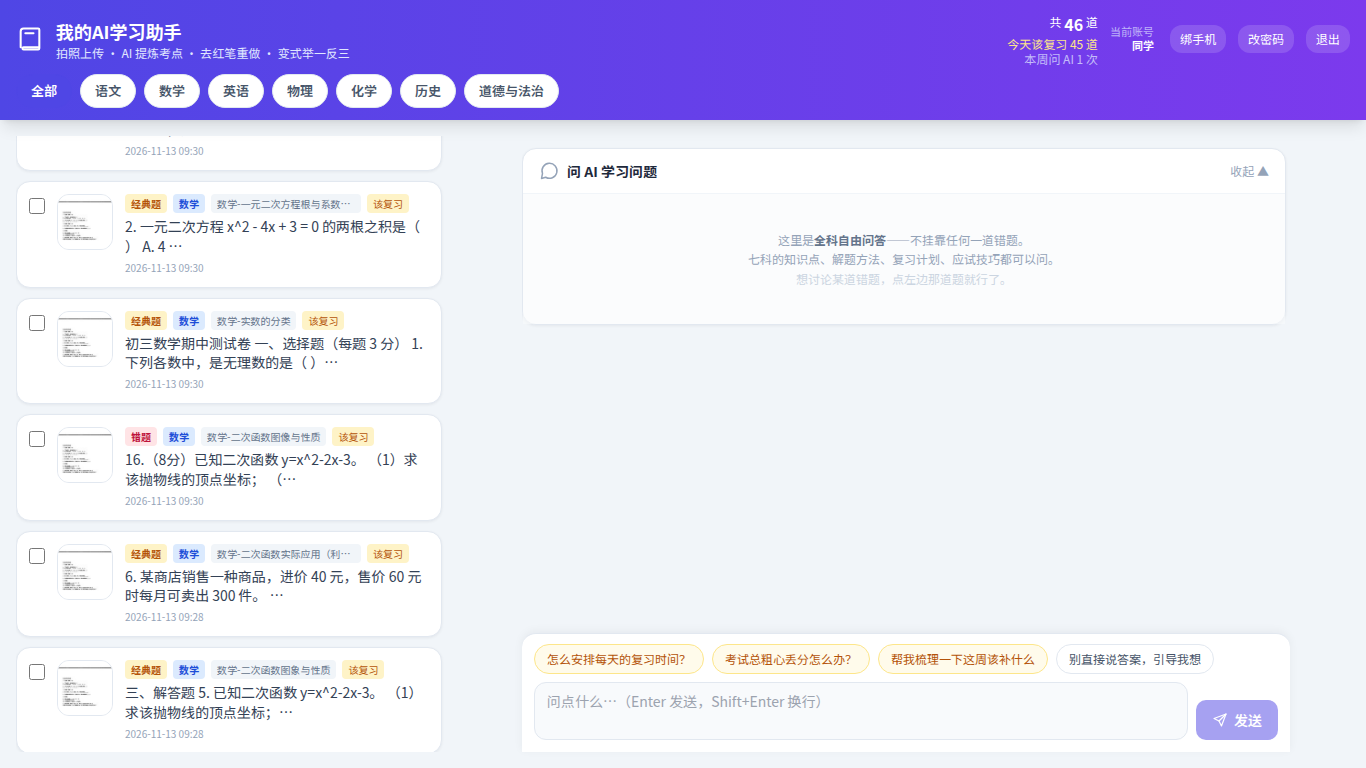 我的AI学习助手
拍照上传 · AI 提炼考点 · 去红笔重做 · 变式举一反三
共 46 道
今天该复习 45 道
本周问 AI 1 次
当前账号
同学
绑手机
改密码
退出
全部
语文
数学
英语
物理
化学
历史
道德与法治
2026-11-13 09:30
经典题 数学 数学-一元二次方程根与系数… 该复习
2. 一元二次方程 x^2 - 4x + 3 = 0 的两根之积是（
） A. 4 …
2026-11-13 09:30
经典题 数学 数学-实数的分类 该复习
初三数学期中测试卷 一、选择题（每题 3 分） 1.
下列各数中，是无理数的是（ ）…
2026-11-13 09:30
错题 数学 数学-二次函数图像与性质 该复习
16.（8分）已知二次函数 y=x^2-2x-3。 （1）求
该抛物线的顶点坐标； （…
2026-11-13 09:30
经典题 数学 数学-二次函数实际应用（利… 该复习
6. 某商店销售一种商品，进价 40 元，售价 60 元
时每月可卖出 300 件。 …
2026-11-13 09:28
经典题 数学 数学-二次函数图象与性质 该复习
三、解答题 5. 已知二次函数 y=x^2-2x-3。 （1）
求该抛物线的顶点坐标；…
2026-11-13 09:28
问 AI 学习问题
收起 ▲
这里是全科自由问答——不挂靠任何一道错题。
七科的知识点、解题方法、复习计划、应试技巧都可以问。
想讨论某道错题，点左边那道题就行了。
怎么安排每天的复习时间？
考试总粗心丢分怎么办？
帮我梳理一下这周该补什么
别直接说答案，引导我想
问点什么…（Enter 发送，Shift+Enter 换行）
发送